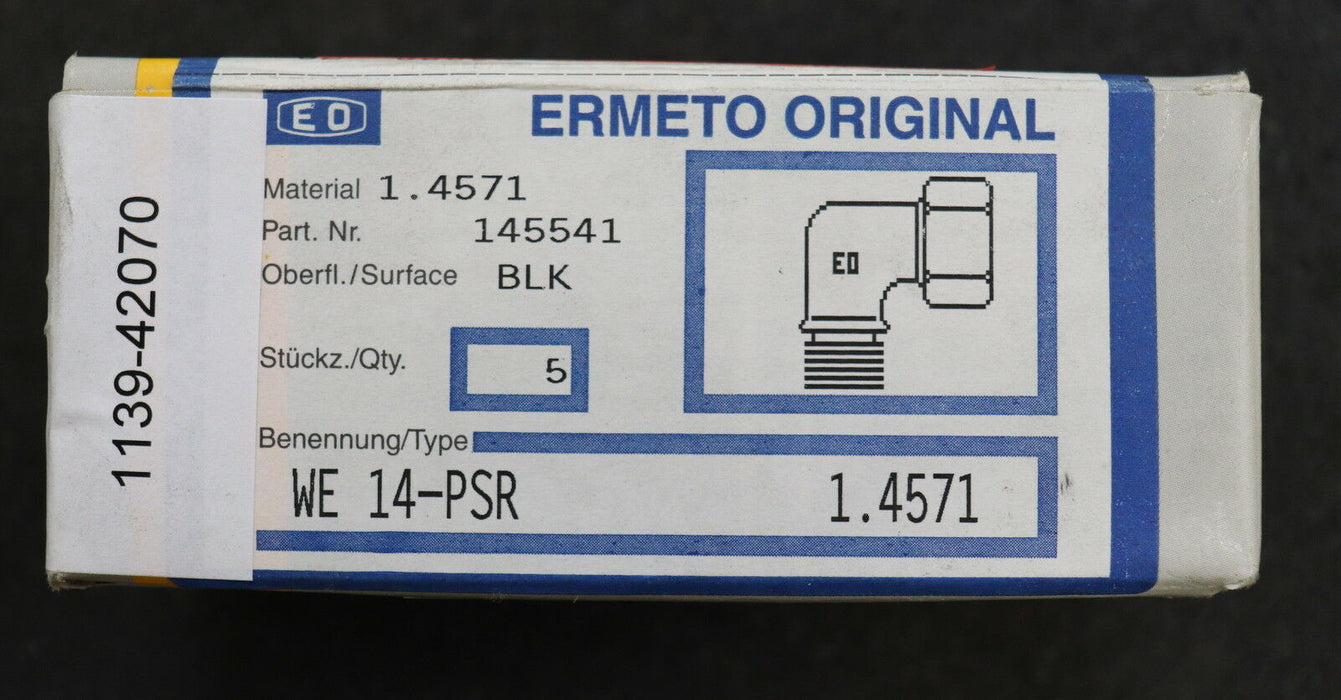 EO
ERMETO ORIGINAL
Material 1.4571
Part. Nr. 145541
Oberfl./Surface BLK
Stückz./Qty. 5
EO
Benennung/Type
WE 14-PSR 1.4571
1139-42070